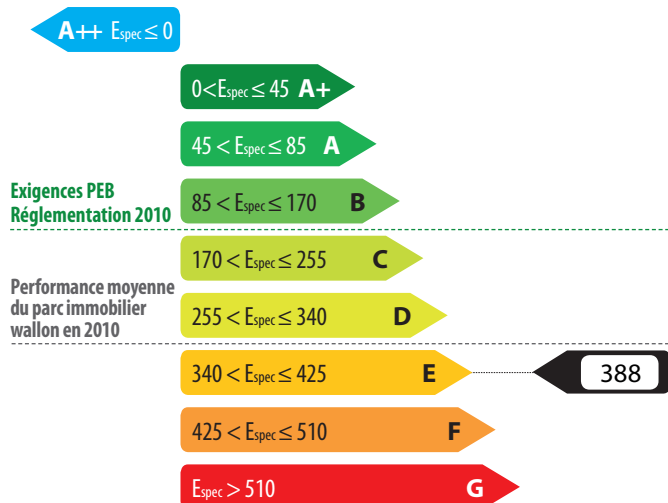 A++ Espec ≤ 0
0 < Espec ≤ 45 A+
45 < Espec ≤ 85 A
Exigences PEB
Réglementation 2010
85 < Espec ≤ 170 B
170 < Espec ≤ 255 C
Performance moyenne
du parc immobilier
wallon en 2010
255 < Espec ≤ 340 D
340 < Espec ≤ 425 E
388
425 < Espec ≤ 510 F
Espec > 510 G